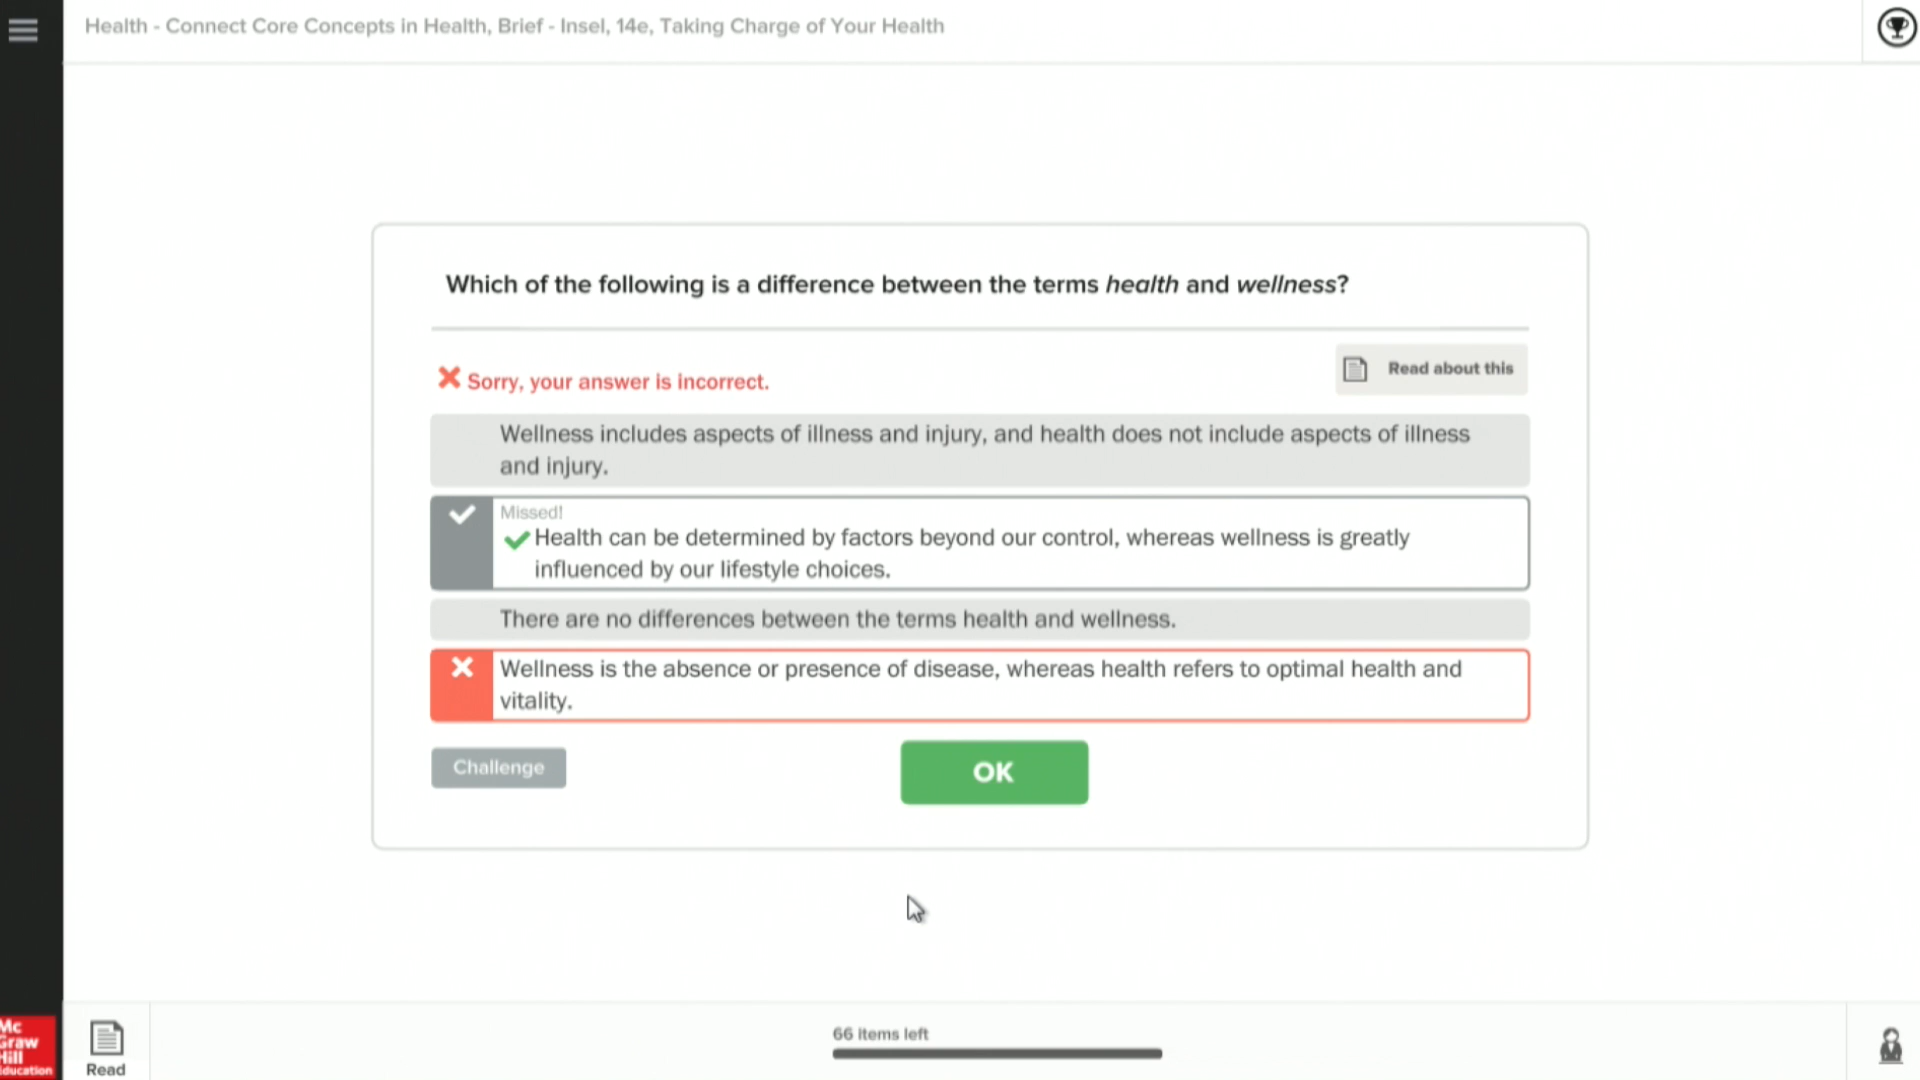 Health - Connect Core Concepts in Health, Brief - Insel, 14e, Taking Charge of Your Health
Which of the following is a difference between the terms health and wellness?
Sorry, your answer is incorrect.
Read about this
Wellness includes aspects of illness and injury, and health does not include aspects of illness
and injury.
Missed!
Health can be determined by factors beyond our control, whereas wellness is greatly
influenced by our lifestyle choices.
There are no differences between the terms health and wellness.
Wellness is the absence or presence of disease, whereas health refers to optimal health and
vitality.
Challenge
OK
66 items left
Mc
Graw
Hill
Education
Read